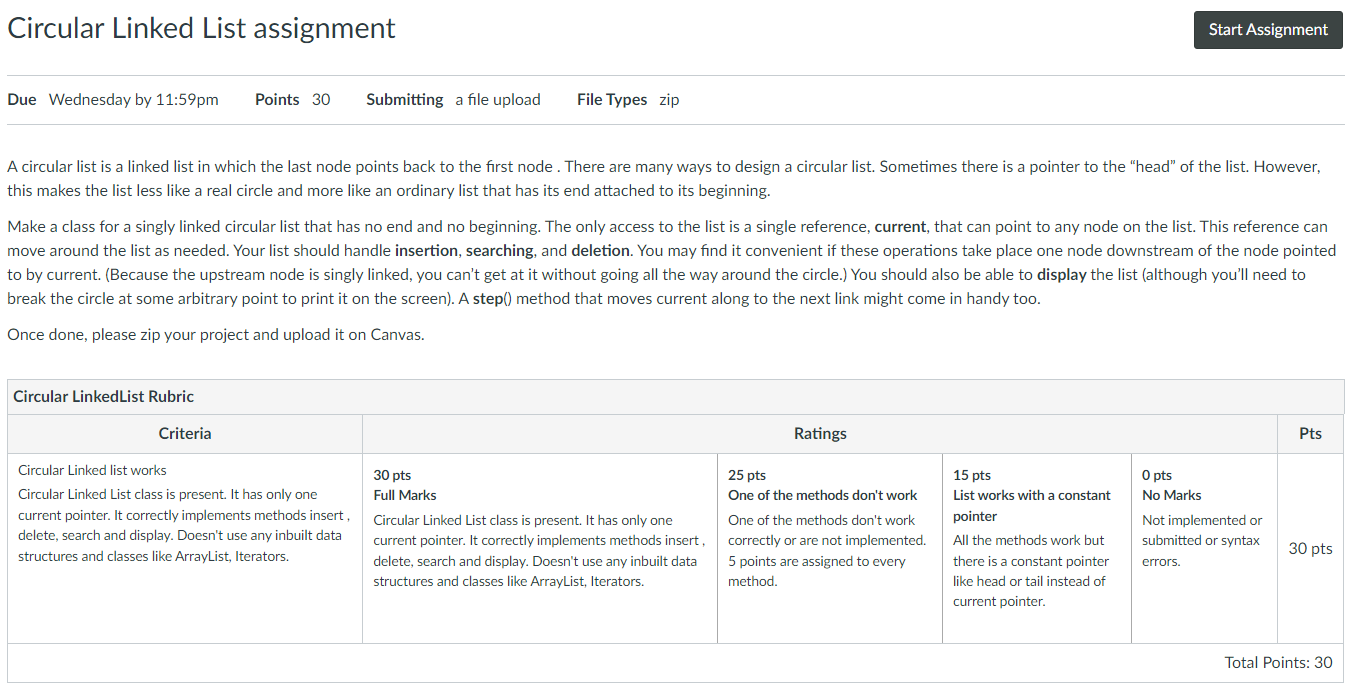 Circular Linked List assignment
Start Assignment
Due Wednesday by 11:59pm Points 30 Submitting a file upload File Types zip
A circular list is a linked list in which the last node points back to the first node . There are many ways to design a circular list. Sometimes there is a pointer to the “head” of the list. However,
this makes the list less like a real circle and more like an ordinary list that has its end attached to its beginning.
Make a class for a singly linked circular list that has no end and no beginning. The only access to the list is a single reference, current, that can point to any node on the list. This reference can
move around the list as needed. Your list should handle insertion, searching, and deletion. You may find it convenient if these operations take place one node downstream of the node pointed
to by current. (Because the upstream node is singly linked, you can’t get at it without going all the way around the circle.) You should also be able to display the list (although you’ll need to
break the circle at some arbitrary point to print it on the screen). A step() method that moves current along to the next link might come in handy too.
Once done, please zip your project and upload it on Canvas.
Circular LinkedList Rubric
Criteria
Ratings
Pts
Circular Linked list works
Circular Linked List class is present. It has only one
current pointer. It correctly implements methods insert ,
delete, search and display. Doesn't use any inbuilt data
structures and classes like ArrayList, Iterators.
30 pts
Full Marks
Circular Linked List class is present. It has only one
current pointer. It correctly implements methods insert ,
delete, search and display. Doesn't use any inbuilt data
structures and classes like ArrayList, Iterators.
25 pts
One of the methods don't work
One of the methods don't work
correctly or are not implemented.
5 points are assigned to every
method.
15 pts
List works with a constant
pointer
All the methods work but
there is a constant pointer
like head or tail instead of
current pointer.
0 pts
No Marks
Not implemented or
submitted or syntax
errors.
30 pts
Total Points: 30